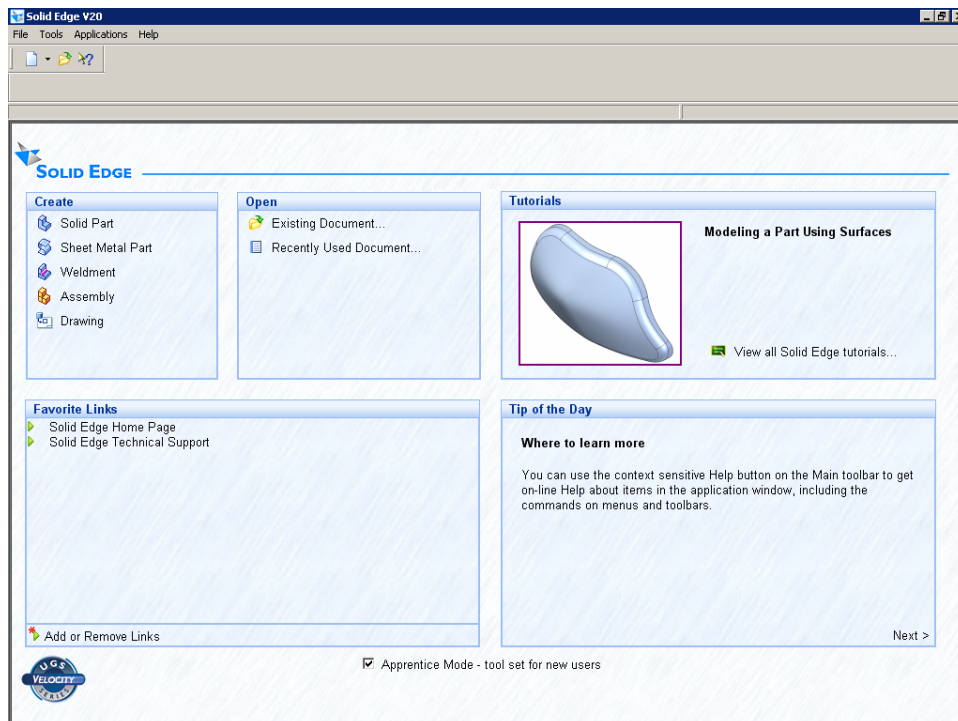 Solid Edge V20
File Tools Applications Help
SOLID EDGE
Create
Solid Part
Sheet Metal Part
Weldment
Assembly
Drawing
Open
Existing Document...
Recently Used Document...
Tutorials
Modeling a Part Using Surfaces
View all Solid Edge tutorials...
Favorite Links
Solid Edge Home Page
Solid Edge Technical Support
Add or Remove Links
Tip of the Day
Where to learn more
You can use the context sensitive Help button on the Main toolbar to get
on-line Help about items in the application window, including the
commands on menus and toolbars.
Next >
UGS
VELOCITY
SERIES
Apprentice Mode - tool set for new users